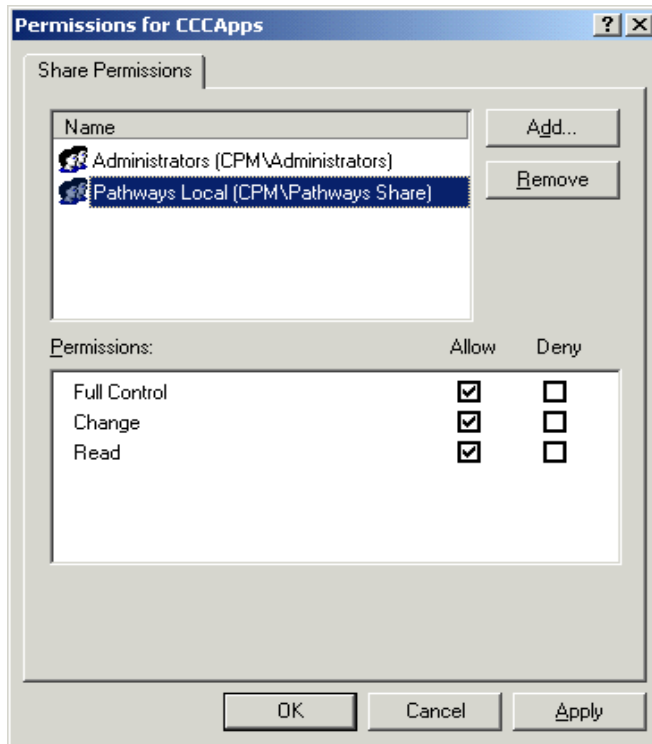 Permissions for CCCApps
Share Permissions
Name
Administrators (CPM\Administrators)
Pathways Local (CPM\Pathways Share)
Add...
Remove
Permissions: Allow Deny
Full Control
Change
Read
OK Cancel Apply